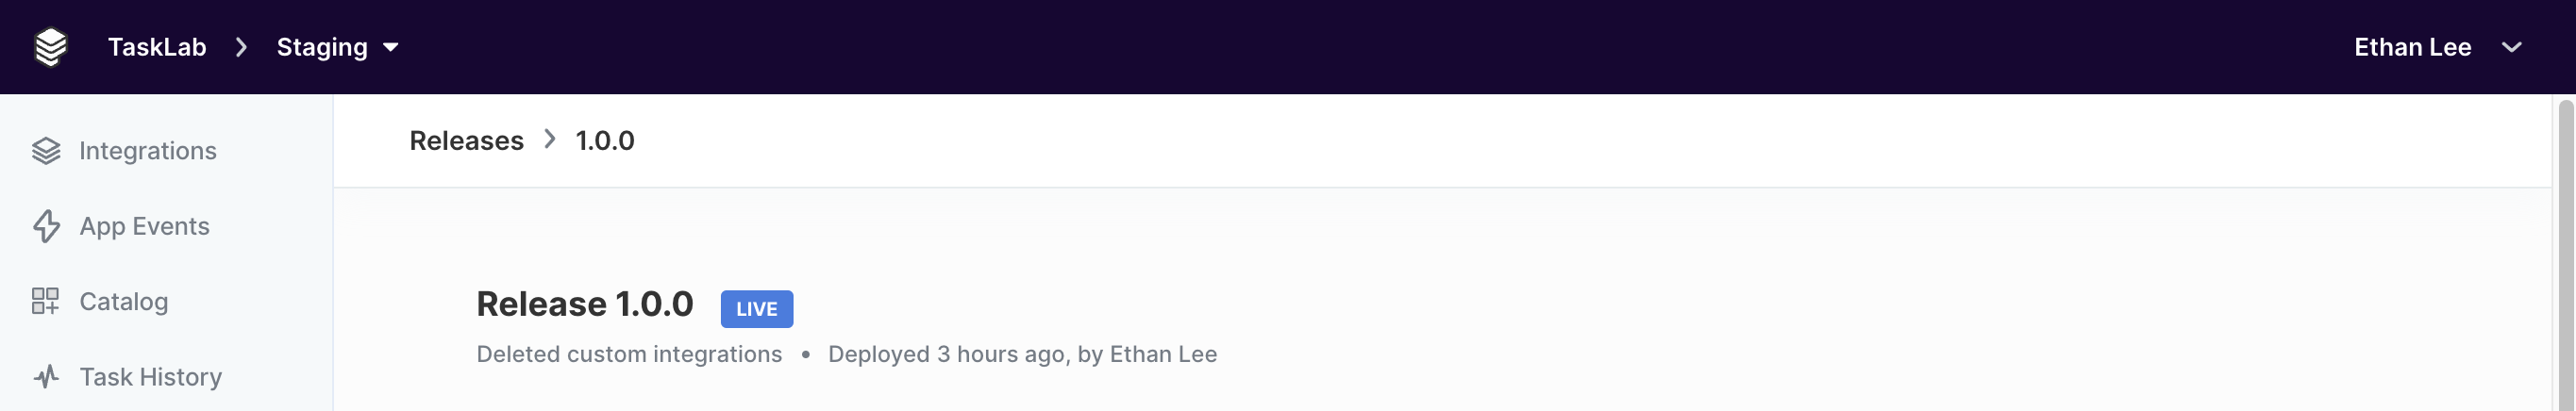 TaskLab Staging Ethan Lee
Integrations
App Events
Catalog
Task History
Releases 1.0.0
Release 1.0.0 LIVE
Deleted custom integrations • Deployed 3 hours ago, by Ethan Lee